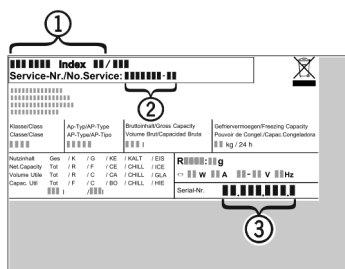 1
Index /
Service-Nr./No.Service: -
2
Klasse/Class Ap-Typ/AP-Type Bruttoinhalt/Gross Capacity Gefriervermoegen/Freezing Capacity
Classe/Clase AP-Type/AP-Tipo Volume Brut/Capacidad Bruta Pouvoir de Congel./Capac.Congeladora
l kg / 24 h
Nutzinhalt Ges / K / G / KE / KALT / EIS
Net.Capacity Tot / R / F / CE / CHILL / ICE
Volume Utile Tot / R / C / CA / CHILL / GLA
Capac. Util Tot / F / C / BO / CHILL / HIE
l / l
R : g
W A - V Hz
Serial-Nr. . . .
3